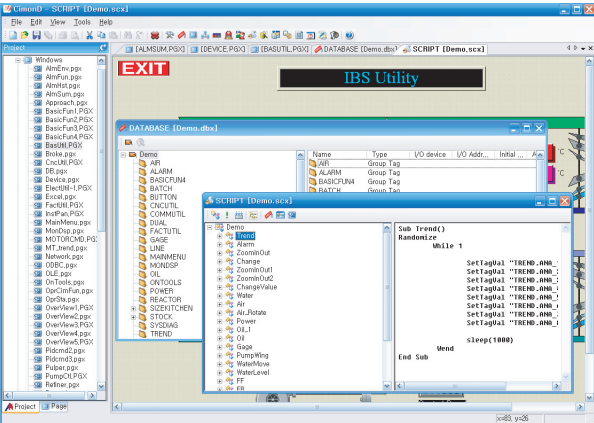 CimonD - SCRIPT [Demo.scx]
File Edit View Tools Help
Project
[ALMSUM.PGX] [DEVICE.PGX] [BASUTIL.PGX] DATABASE [Demo.dbx] SCRIPT [Demo.scx]
Windows
AlmEnv.pgx
AlmFun.pgx
AlmHst.pgx
AlmSum.pgx
Approach.pgx
BasicFun1.PGX
BasicFun2.PGX
BasicFun3.PGX
BasicFun4.PGX
BasUtil.PGX
Broke.pgx
CncUtil.PGX
DB.pgx
Device.pgx
ElectUtil-1.PGX
Excel.pgx
FactUtil.PGX
InstPan.PGX
MainMenu.pgx
MonDsp.pgx
MOTORCMD.PG
MT_trend.pgx
Network.pgx
ODBC.pgx
OLE.pgx
OnTools.pgx
OprCimFun.pgx
OprSta.pgx
OverView1.PGX
OverView2.pgx
OverView3.PGX
OverView4.pgx
OverView5.PGX
Pidcmd2.pgx
Pidcmd3.pgx
Pulper.pgx
PumpCtl.PGX
Refiner.pgx
Project Page
EXIT
IBS Utility
DATABASE [Demo.dbx]
Demo
AIR
ALARM
BASICFUN4
BATCH
BUTTON
CNCUTIL
COMMUTIL
DUAL
FACTUTIL
GAGE
LINE
MAINMENU
MONDSP
OIL
ONTOOLS
POWER
REACTOR
SIZEKITCHEN
STOCK
SYSDIAG
TREND
Name Type I/O device I/O Addr... Initial ...
AIR Group Tag
ALARM Group Tag
BASICFUN4 Group Tag
BATCH Group Tag
°C
°C
SCRIPT [Demo.scx]
Demo
Trend
Alarm
ZoomInOut
Change
ZoomInOut1
ZoomInOut2
ChangeValue
Water
Air
Air_Rotate
Power
Oil_1
Oil
Gage
PumpWing
WaterMove
WaterLevel
FF
FB
Sub Trend()
Randomize
While 1
SetTagVal "TREND.ANA_
SetTagVal "TREND.ANA_
SetTagVal "TREND.ANA_
SetTagVal "TREND.ANA_
SetTagVal "TREND.ANA_
SetTagVal "TREND.ANA_
SetTagVal "TREND.ANA_
SetTagVal "TREND.ANA_
sleep(1000)
Wend
End Sub
x=83, y=26